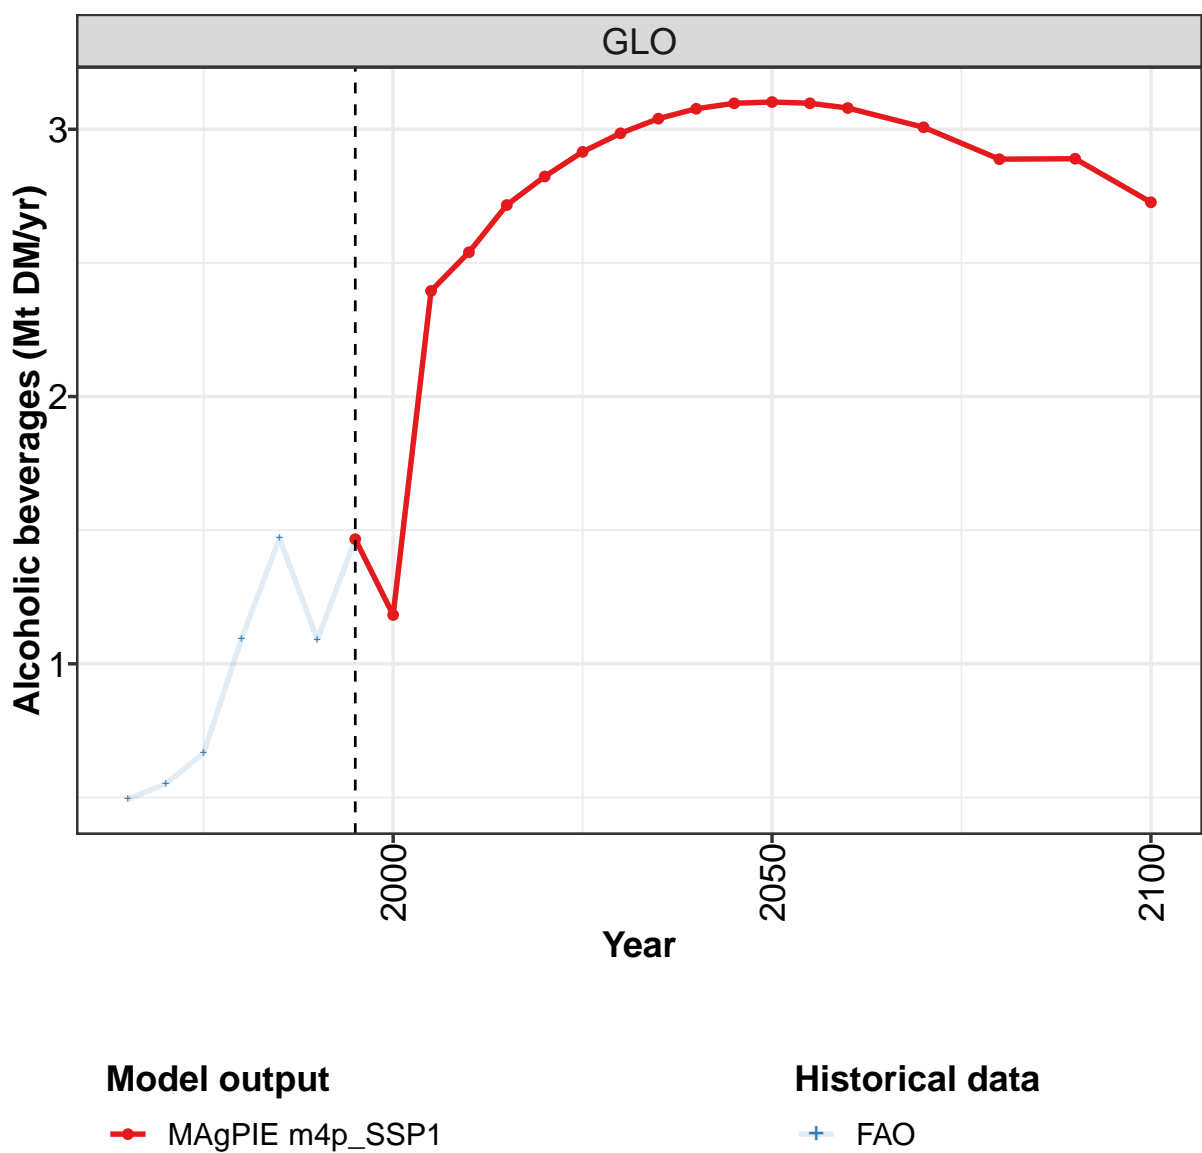 GLO
Alcoholic beverages (Mt DM/yr)
3
2
1
2000
2050
2100
Year
Model output
MAgPIE m4p_SSP1
Historical data
FAO